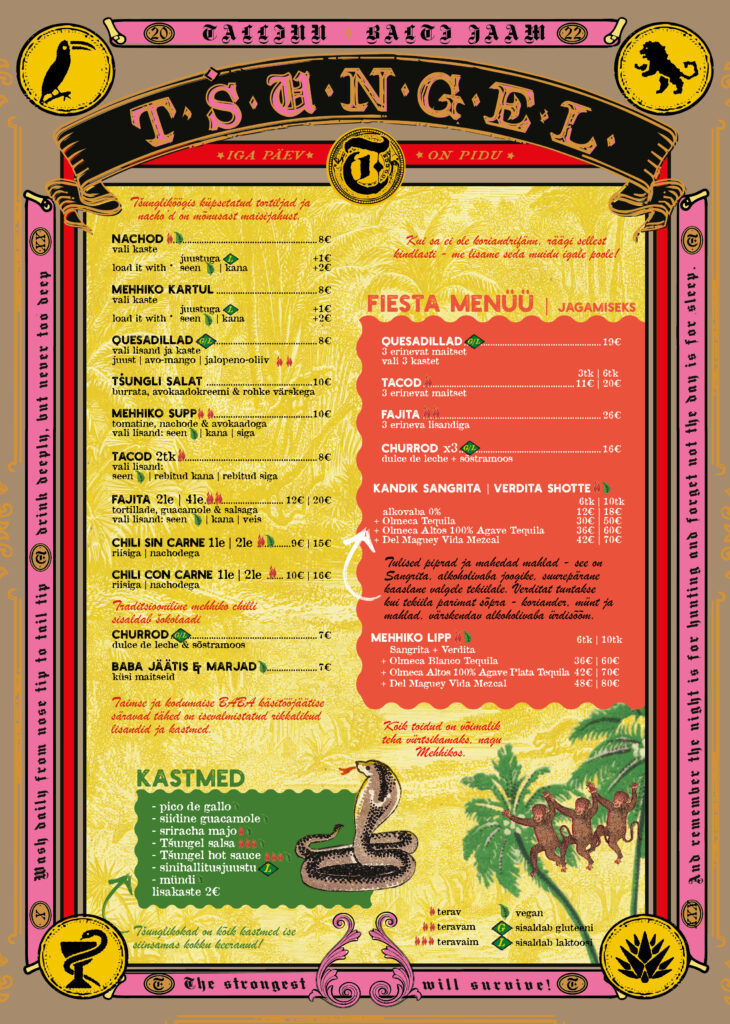 20 TALLINN BALTI JAAM 22
TŠUNGEL
IGA PÄEV ON PIDU
T
Tšungliköögis küpsetatud tortiljad ja
nacho'd on mõnusast maisijahust.
NACHOD 8€
vali kaste
juustuga L +1€
load it with * seen | kana +2€
MEHHIKO KARTUL 8€
juustuga L +1€
load it with * seen | kana +2€
QUESADILLAD G/L 8€
vali lisand ja kaste
juust | avo-mango | jalopeno-oliiv
TŠUNGLI SALAT 10€
burrata, avokaadokreemi & rohke värskega
MEHHIKO SUPP 10€
tomatine, nachode & avokaadoga
vali lisand: seen | kana | siga
TACOD 2tk 8€
vali lisand:
seen | rebitud kana | rebitud siga
FAJITA 2le | 4le 12€ | 20€
tortillade, guacamole & salsaga
vali lisand: seen | kana | veis
CHILI SIN CARNE 1le | 2le 9€ | 15€
riisiga | nachodega
CHILI CON CARNE 1le | 2le 10€ | 16€
riisiga | nachodega
Traditsiooniline mehhiko chilli
sisaldab šokolaadi
CHURROD G/L 7€
dulce de leche & sõstramoos
BABA JÄÄTIS & MARJAD 7€
küsi maitseid
Taimse ja kodumaise BABA käsitööjäätise
säravad tähed on isevalmistatud rikkalikud
lisandid ja kastmed.
KASTMED
- pico de gallo
- siidine guacamole
- sriracha majo
- Tšungel salsa
- Tšungel hot sauce
- sinihallitusjuustu L
- mündi
lisakaste 2€
Tšunglikokad on kõik kastmed ise
siinsamas kokku keeranud!
Kui sa ei ole koriandrifänn, räägi sellest
kindlasti - me lisame seda muidu igale poole!
FIESTA MENÜÜ | JAGAMISEKS
QUESADILLAD G/L 19€
3 erinevat maitset
vali 3 kastet
3tk | 6tk
TACOD 11€ | 20€
3 erinevat maitset
FAJITA 26€
3 erineva lisandiga
CHURROD x3 G/L 16€
dulce de leche + sõstramoos
KANDIK SANGRITA | VERDITA SHOTTE
6tk | 10tk
alkovaba 0% 12€ | 18€
+ Olmeca Tequila 30€ | 50€
+ Olmeca Altos 100% Agave Tequila 36€ | 60€
+ Del Maguey Vida Mezcal 42€ | 70€
Tulised piprad ja mahedad mahlad - see on
Sangrita, alkoholivaba joogike, suurepärane
kaaslane valgele tekiilale. Verditat tuntakse
kui tekiila parimat sõpra - koriander, münt ja
mahlad, värskendav alkoholivaba ürdisõõm.
MEHHIKO LIPP 6tk | 10tk
Sangrita + Verdita
+ Olmeca Blanco Tequila 36€ | 60€
+ Olmeca Altos 100% Agave Plata Tequila 42€ | 70€
+ Del Maguey Vida Mezcal 48€ | 80€
Kõik toidud on võimalik
teha vürtsikamaks, nagu
Mehhikos.
terav
teravam
teravaim
vegan
G sisaldab gluteeni
L sisaldab laktoosi
X Wash daily from nose tip to tail tip T drink deeply, but never too deep XX
T And remember the night is for hunting and forget not the day is for sleep. XXI
T The strongest will survive! T